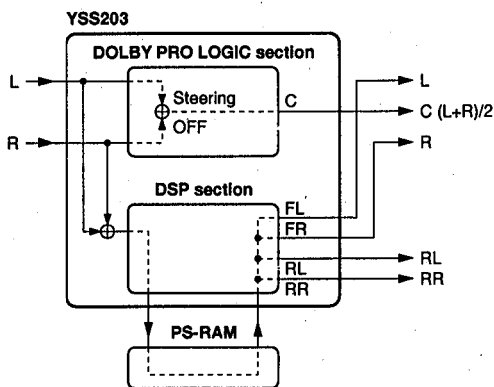 YSS203
DOLBY PRO LOGIC section
L
Steering
OFF
C
R
L
C (L+R)/2
R
DSP section
FL
FR
RL
RR
RL
RR
PS-RAM